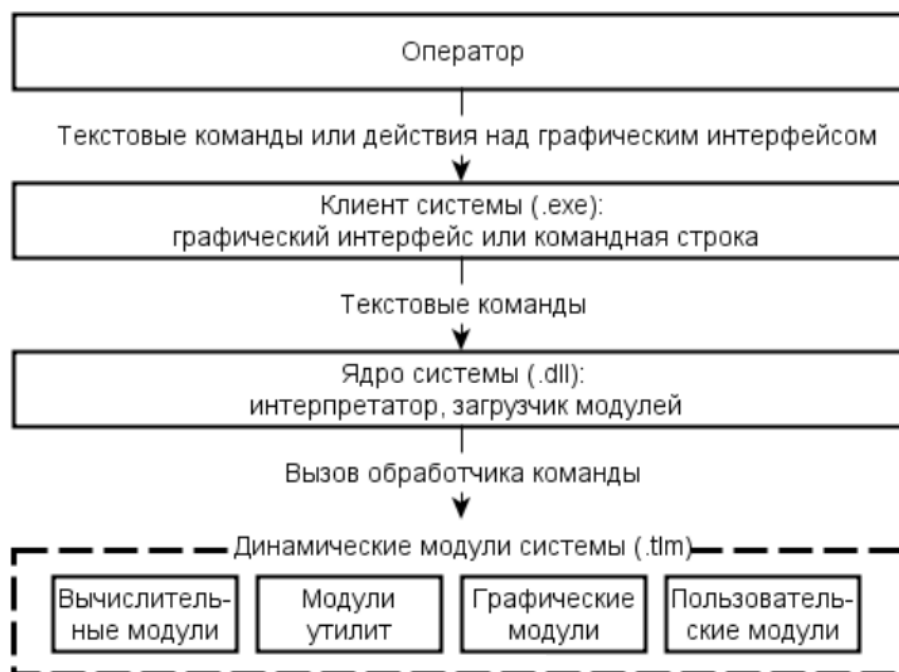 Оператор
Текстовые команды или действия над графическим интерфейсом
Клиент системы (.exe):
графический интерфейс или командная строка
Текстовые команды
Ядро системы (.dll):
интерпретатор, загрузчик модулей
Вызов обработчика команды
Динамические модули системы (.tlm)
Вычислитель-
ные модули
Модули
утилит
Графические
модули
Пользователь-
ские модули